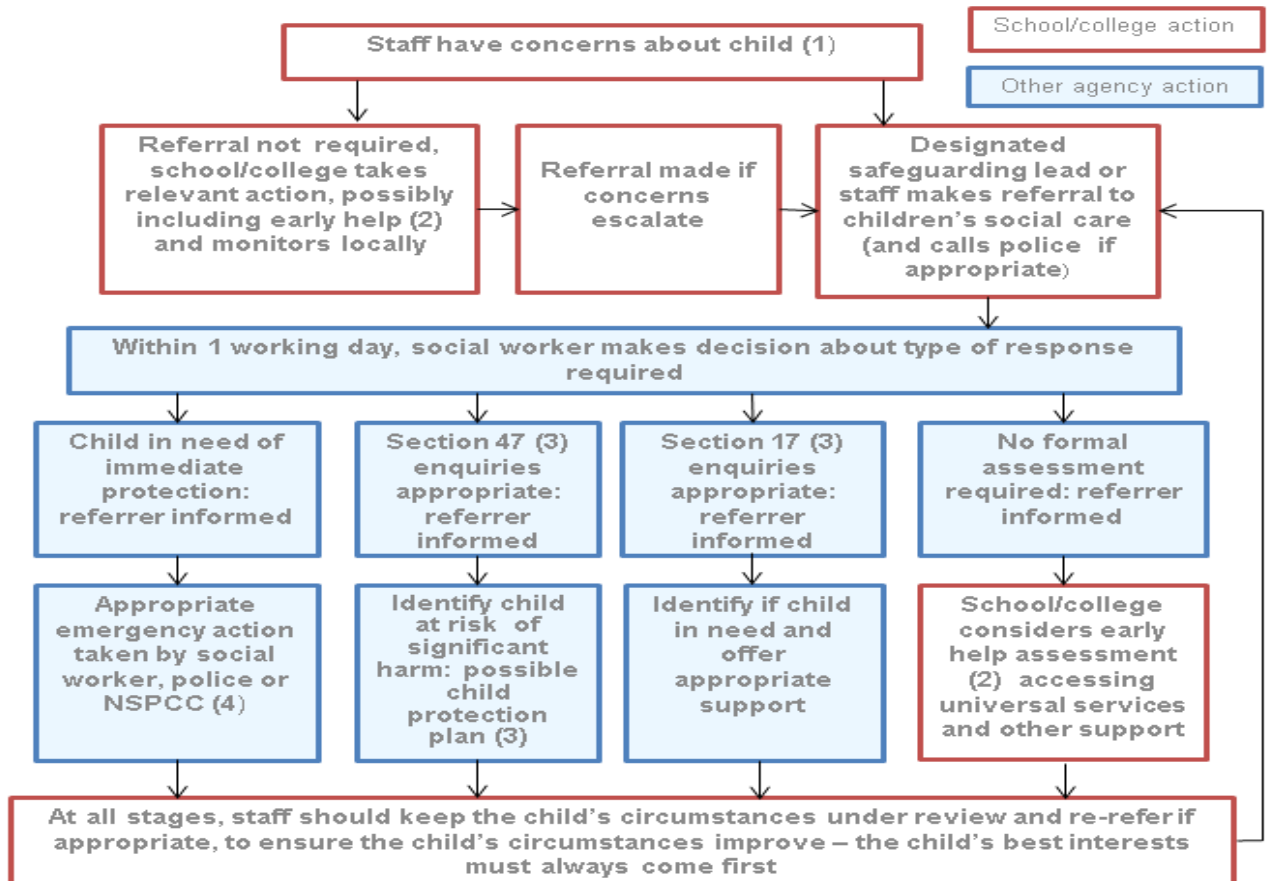 Staff have concerns about child (1)
School/college action
Other agency action
Referral not required,
school/college takes
relevant action, possibly
including early help (2)
and monitors locally
Referral made if
concerns
escalate
Designated
safeguarding lead or
staff makes referral to
children's social care
(and calls police if
appropriate)
Within 1 working day, social worker makes decision about type of response
required
Child in need of
immediate
protection:
referrer informed
Section 47 (3)
enquiries
appropriate:
referrer
informed
Section 17 (3)
enquiries
appropriate:
referrer
informed
No formal
assessment
required: referrer
informed
Appropriate
emergency action
taken by social
worker, police or
NSPCC (4)
Identify child
at risk of
significant
harm: possible
child
protection
plan (3)
Identify if child
in need and
offer
appropriate
support
School/college
considers early
help assessment
(2) accessing
universal services
and other support
At all stages, staff should keep the child's circumstances under review and re-refer if
appropriate, to ensure the child's circumstances improve – the child's best interests
must always come first